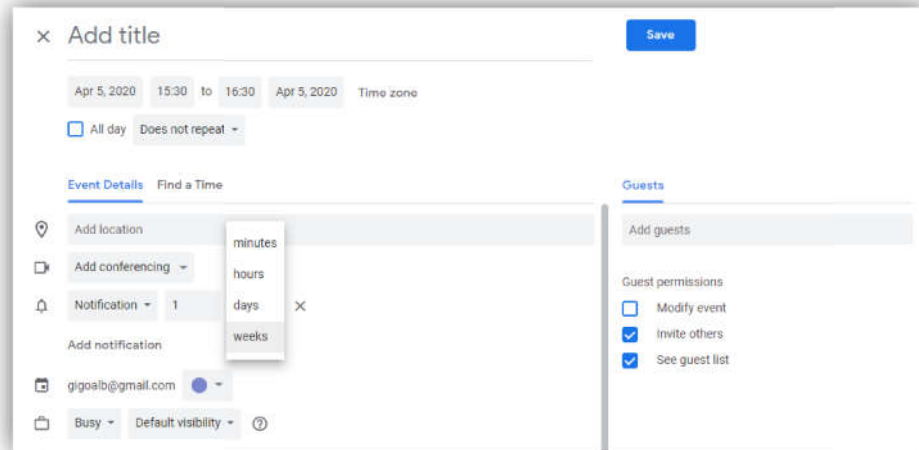 Add title
Save
Apr 5, 2020 15:30 to 16:30 Apr 5, 2020 Time zone
All day Does not repeat
Event Details Find a Time
Guests
Add location
Add guests
minutes
Add conferencing
hours
Guest permissions
Notification 1
days
Modify event
weeks
Invite others
Add notification
See guest list
gigoalb@gmail.com
Busy Default visibility